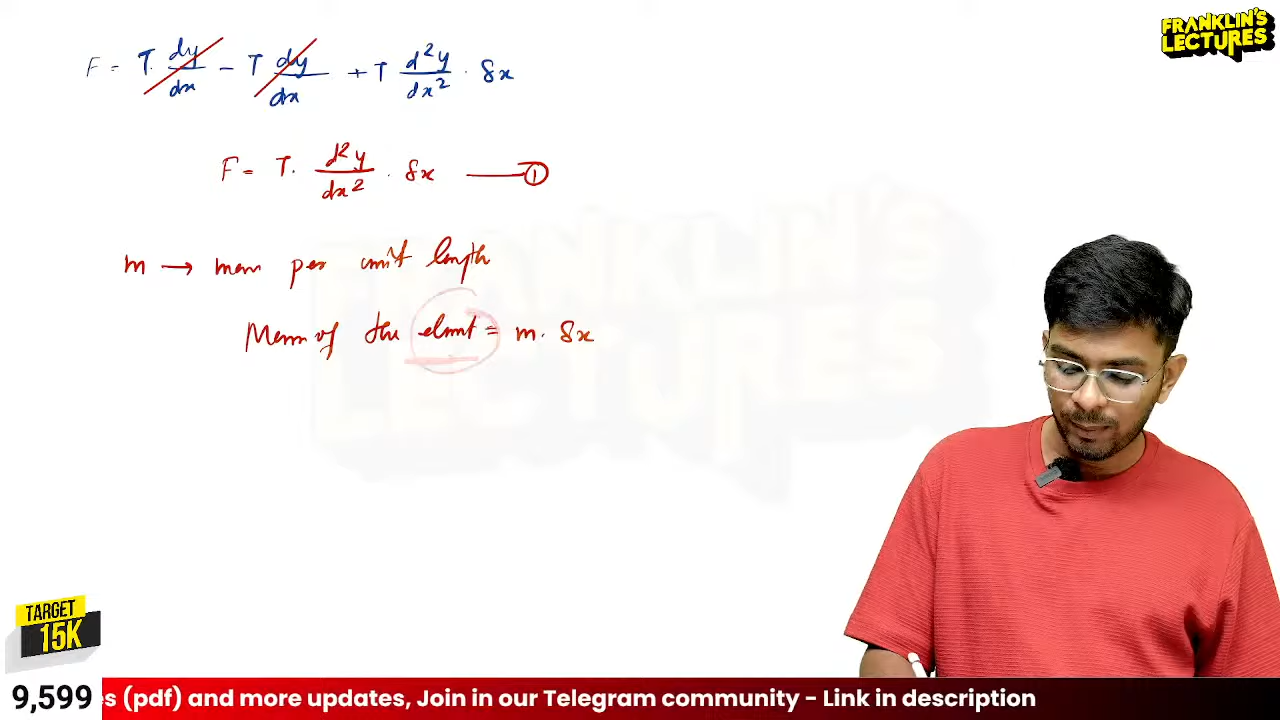 FRANKLIN'S
LECTURES
F = T. dy/dx - T dy/dx + T d²y/dx² . δx
F = T. d²y/dx² . δx —— ①
m → mass per unit length
Mass of the elmt = m. δx
FRANKLIN'S
LECTURES
TARGET
15K
9,599
s (pdf) and more updates, Join in our Telegram community - Link in description